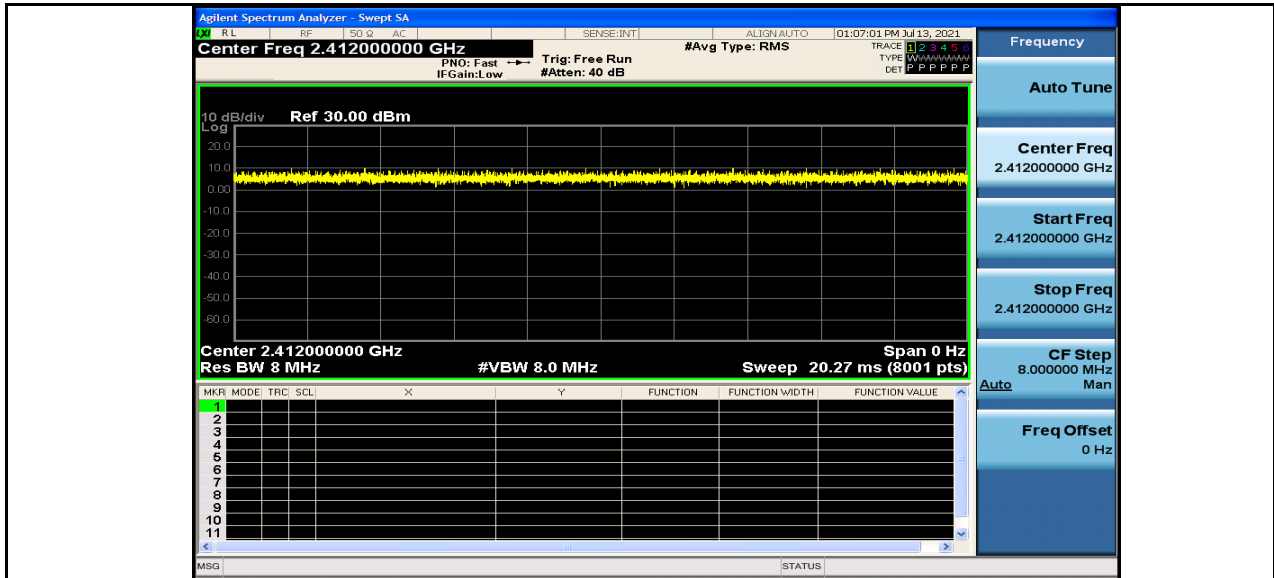 Agilent Spectrum Analyzer - Swept SA
LXI RL RF 50 Ω AC SENSE:INT ALIGN AUTO 01:07:01 PM Jul 13, 2021
Center Freq 2.412000000 GHz #Avg Type: RMS TRACE 1 2 3 4 5 6
PNO: Fast Trig: Free Run TYPE WWWWWW
IFGain:Low #Atten: 40 dB DET P P P P P P
10 dB/div Ref 30.00 dBm
Log
20.0
10.0
0.00
-10.0
-20.0
-30.0
-40.0
-50.0
-60.0
Center 2.412000000 GHz Span 0 Hz
Res BW 8 MHz #VBW 8.0 MHz Sweep 20.27 ms (8001 pts)
MKR MODE TRC SCL X Y FUNCTION FUNCTION WIDTH FUNCTION VALUE
1
2
3
4
5
6
7
8
9
10
11
MSG STATUS
Frequency
Auto Tune
Center Freq
2.412000000 GHz
Start Freq
2.412000000 GHz
Stop Freq
2.412000000 GHz
CF Step
8.000000 MHz
Auto Man
Freq Offset
0 Hz